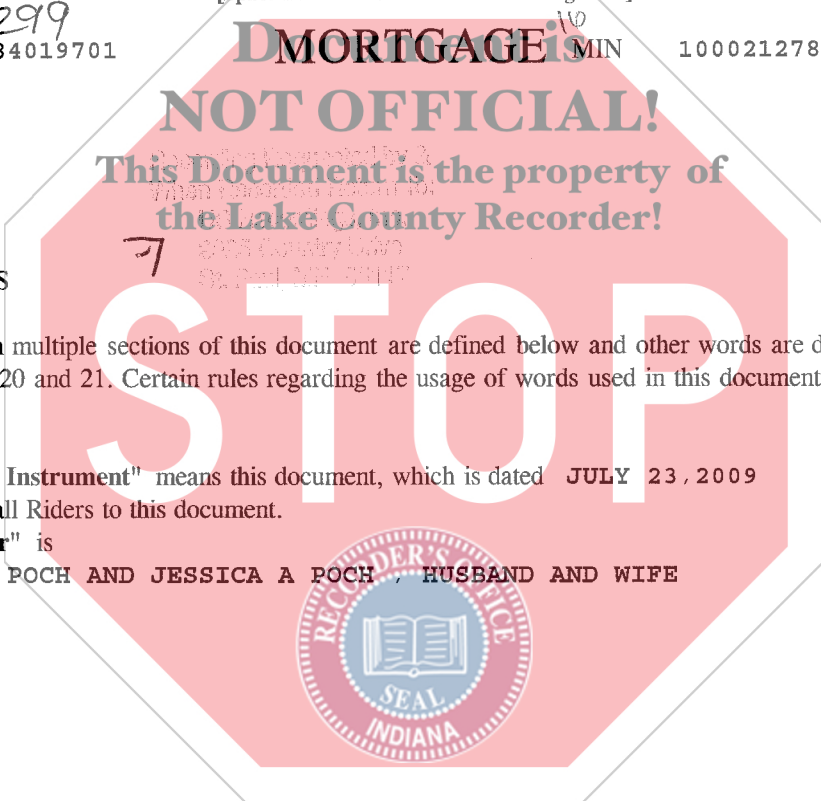 299
34019701
MORTGAGE
MIN 100021278
Document is
NOT OFFICIAL!
This Document is the property of
the Lake County Recorder!
S
multiple sections of this document are defined below and other words are d
20 and 21. Certain rules regarding the usage of words used in this document
Instrument" means this document, which is dated JULY 23,2009
all Riders to this document.
r" is
POCH AND JESSICA A POCH , HUSBAND AND WIFE
STOP
RECORDER'S OFFICE
SEAL
INDIANA